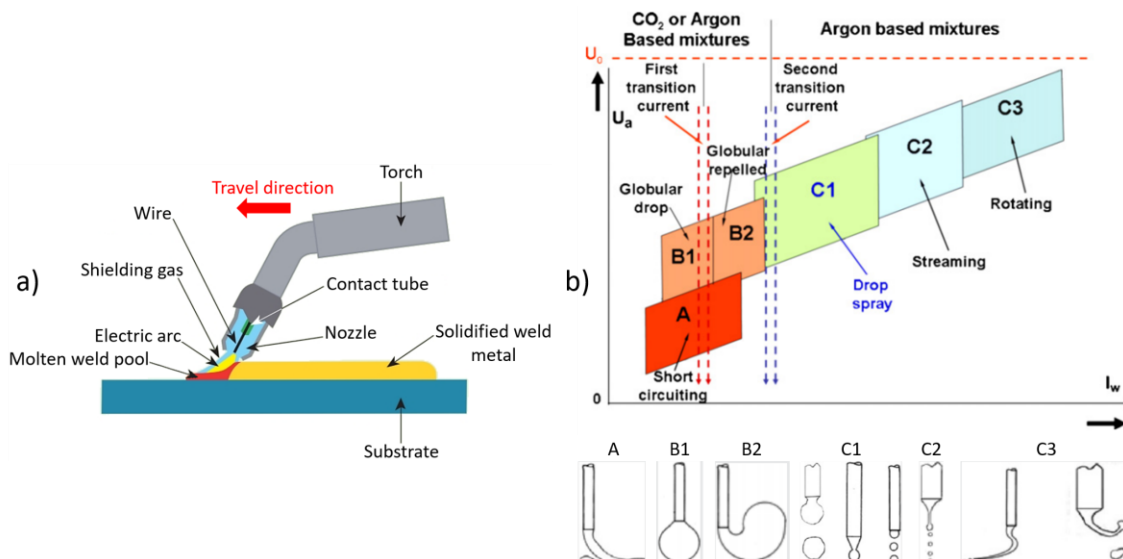 a)
Travel direction
Torch
Wire
Shielding gas
Contact tube
Electric arc
Nozzle
Molten weld pool
Solidified weld
metal
Substrate
b)
CO₂ or Argon
Based mixtures
Argon based mixtures
U₀
First
transition
current
Second
transition
current
Uₐ
C3
C2
Globular
repelled
C1
Globular
drop
Rotating
B2
B1
Streaming
Drop
spray
A
Short
circuiting
I_w
0
A
B1
B2
C1
C2
C3